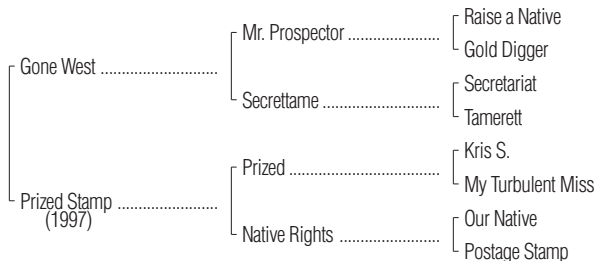 Raise a Native
Mr. Prospector ......................
Gold Digger
Gone West ............................
Secretariat
Secrettame ............................
Tamerett
Kris S.
Prized ....................................
My Turbulent Miss
Prized Stamp ........................
(1997)
Our Native
Native Rights ........................
Postage Stamp